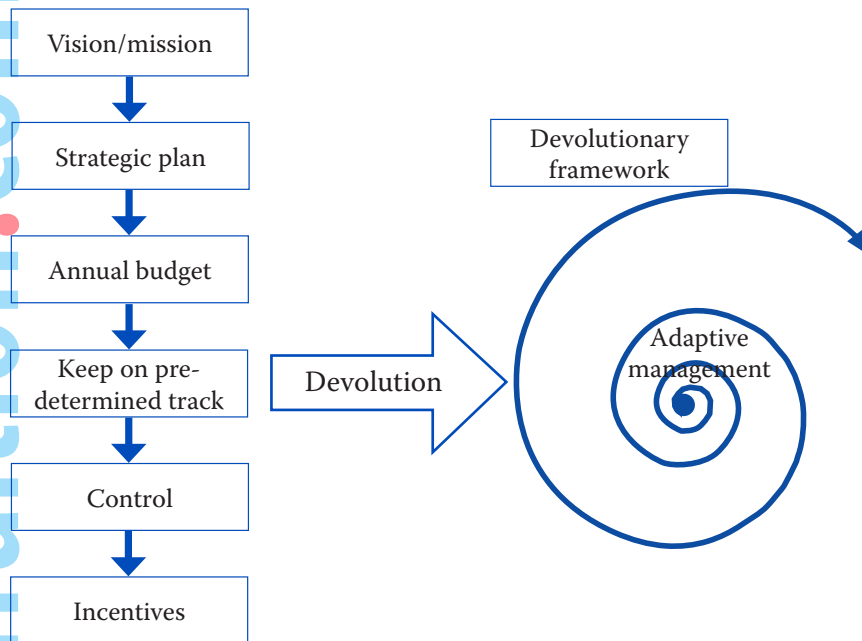 Vision/mission
Strategic plan
Annual budget
Keep on pre-
determined track
Control
Incentives
Devolution
Devolutionary
framework
Adaptive
management